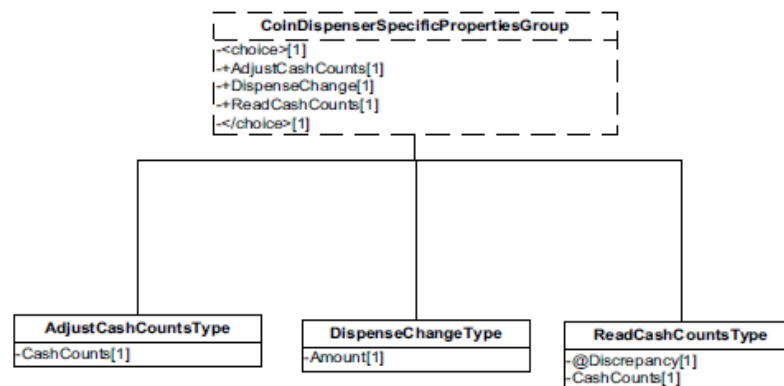 CoinDispenserSpecificPropertiesGroup
-<choice>[1]
-+AdjustCashCounts[1]
-+DispenseChange[1]
-+ReadCashCounts[1]
-</choice>[1]
AdjustCashCountsType
-CashCounts[1]
DispenseChangeType
-Amount[1]
ReadCashCountsType
-@Discrepancy[1]
-CashCounts[1]